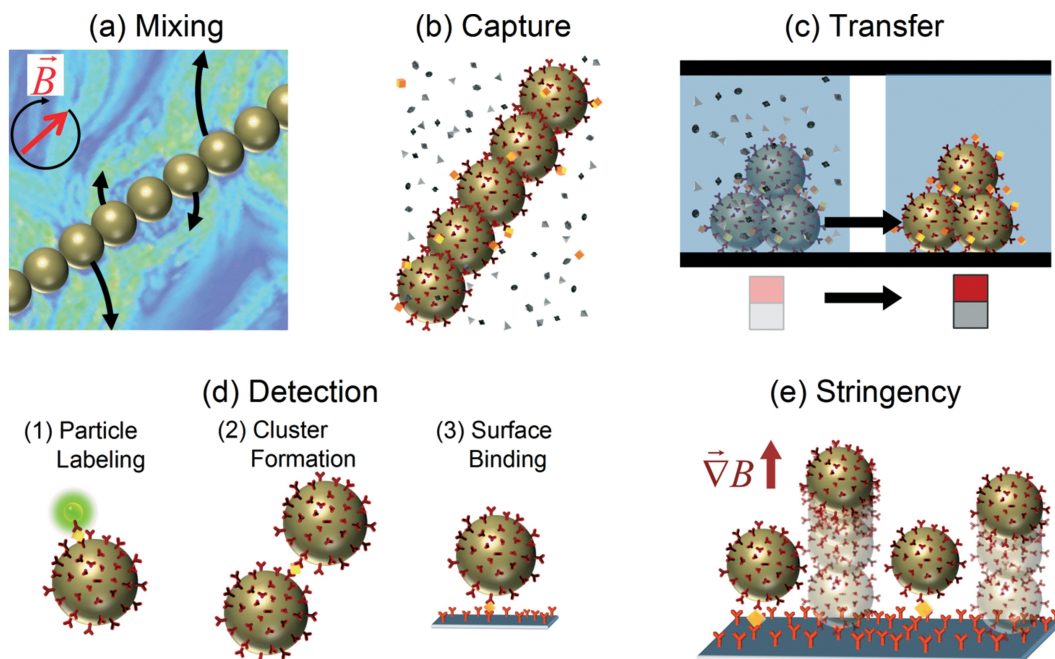 (a) Mixing
(b) Capture
(c) Transfer
B
(d) Detection
(1) Particle
Labeling
(2) Cluster
Formation
(3) Surface
Binding
(e) Stringency
∇B